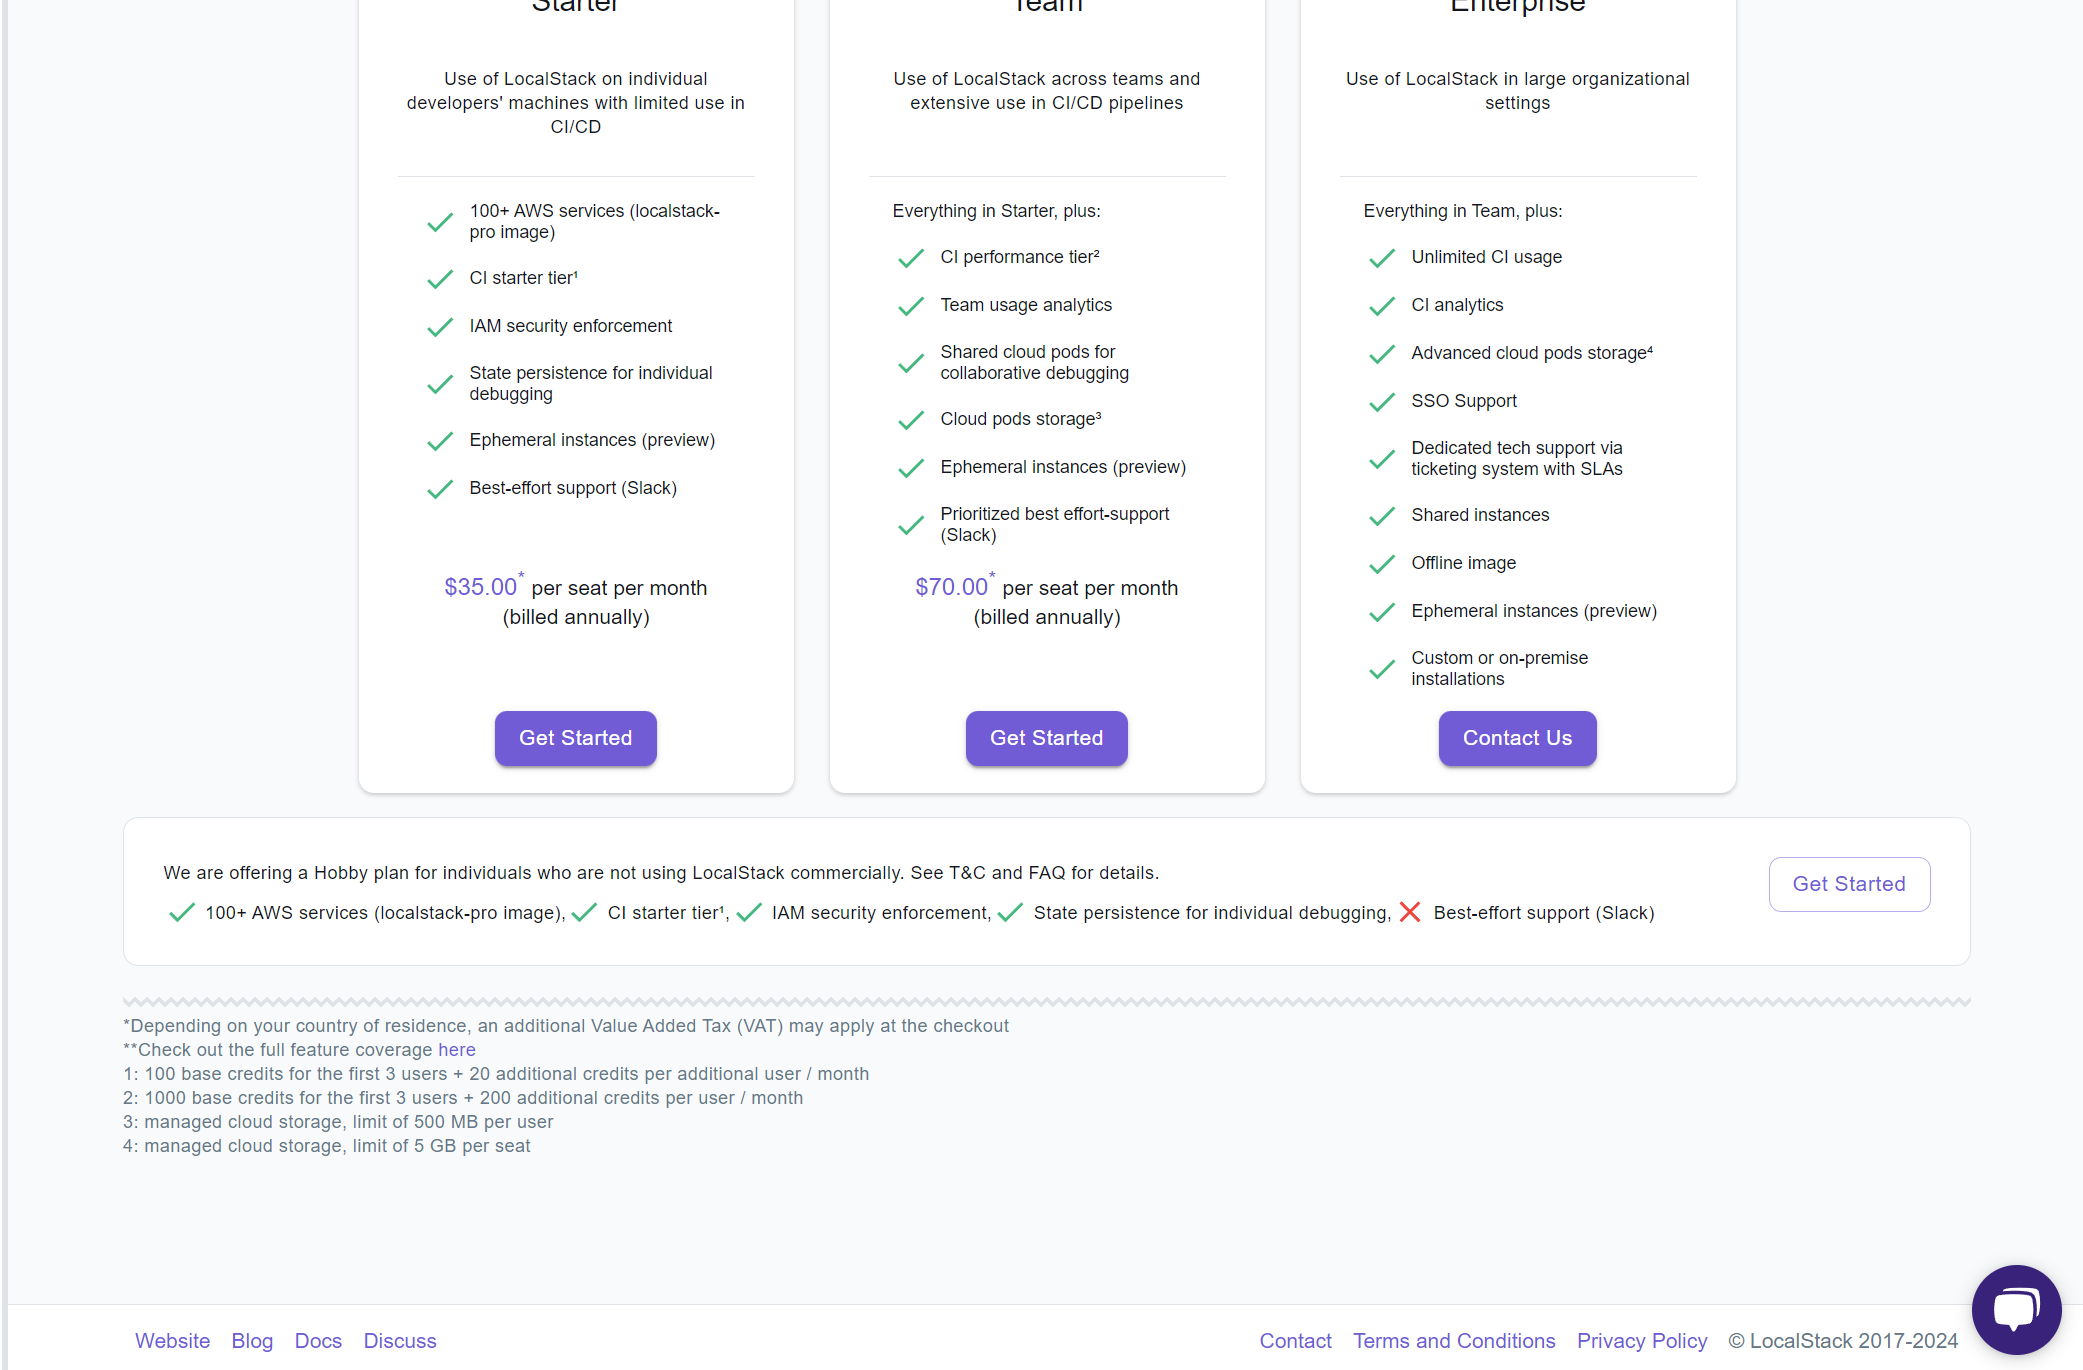 Starter
Use of LocalStack on individual
developers' machines with limited use in
CI/CD
100+ AWS services (localstack-
pro image)
CI starter tier¹
IAM security enforcement
State persistence for individual
debugging
Ephemeral instances (preview)
Best-effort support (Slack)
$35.00* per seat per month
(billed annually)
Get Started
Team
Use of LocalStack across teams and
extensive use in CI/CD pipelines
Everything in Starter, plus:
CI performance tier²
Team usage analytics
Shared cloud pods for
collaborative debugging
Cloud pods storage³
Ephemeral instances (preview)
Prioritized best effort-support
(Slack)
$70.00* per seat per month
(billed annually)
Get Started
Enterprise
Use of LocalStack in large organizational
settings
Everything in Team, plus:
Unlimited CI usage
CI analytics
Advanced cloud pods storage⁴
SSO Support
Dedicated tech support via
ticketing system with SLAs
Shared instances
Offline image
Ephemeral instances (preview)
Custom or on-premise
installations
Contact Us
We are offering a Hobby plan for individuals who are not using LocalStack commercially. See T&C and FAQ for details.
100+ AWS services (localstack-pro image), CI starter tier¹, IAM security enforcement, State persistence for individual debugging, Best-effort support (Slack)
Get Started
*Depending on your country of residence, an additional Value Added Tax (VAT) may apply at the checkout
**Check out the full feature coverage here
1: 100 base credits for the first 3 users + 20 additional credits per additional user / month
2: 1000 base credits for the first 3 users + 200 additional credits per user / month
3: managed cloud storage, limit of 500 MB per user
4: managed cloud storage, limit of 5 GB per seat
Website Blog Docs Discuss
Contact Terms and Conditions Privacy Policy © LocalStack 2017-2024